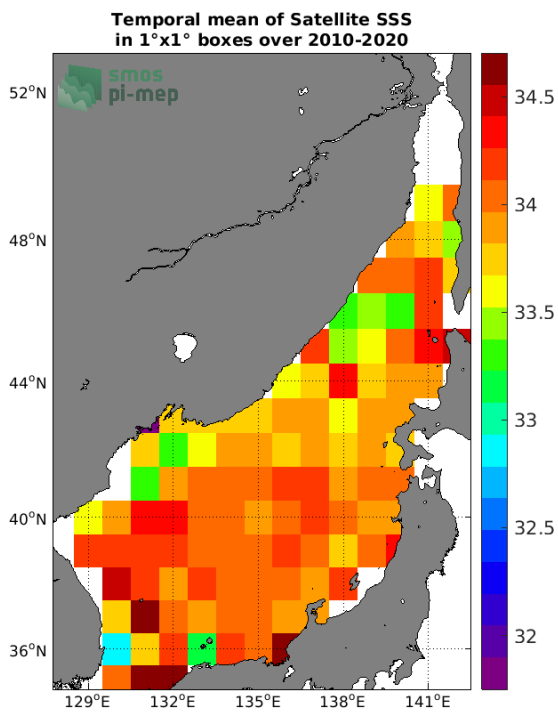 Temporal mean of Satellite SSS
in 1°x1° boxes over 2010-2020
smos
pi-mep
52°N
48°N
44°N
40°N
36°N
129°E
132°E
135°E
138°E
141°E
34.5
34
33.5
33
32.5
32